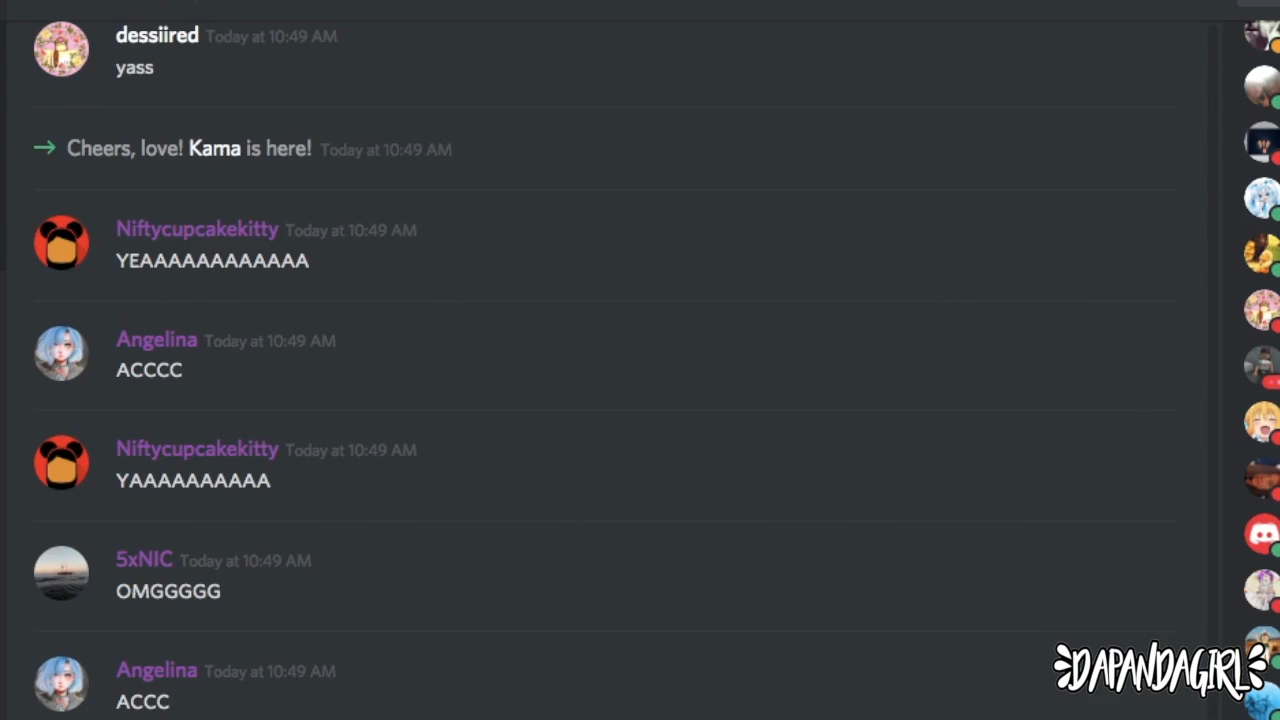 dessiired Today at 10:49 AM
yass
Cheers, love! Kama is here! Today at 10:49 AM
Niftycupcakekitty Today at 10:49 AM
YEAAAAAAAAAAAA
Angelina Today at 10:49 AM
ACCCC
Niftycupcakekitty Today at 10:49 AM
YAAAAAAAAAA
5xNIC Today at 10:49 AM
OMGGGGG
Angelina Today at 10:49 AM
ACCC
DAPANDAGIRL